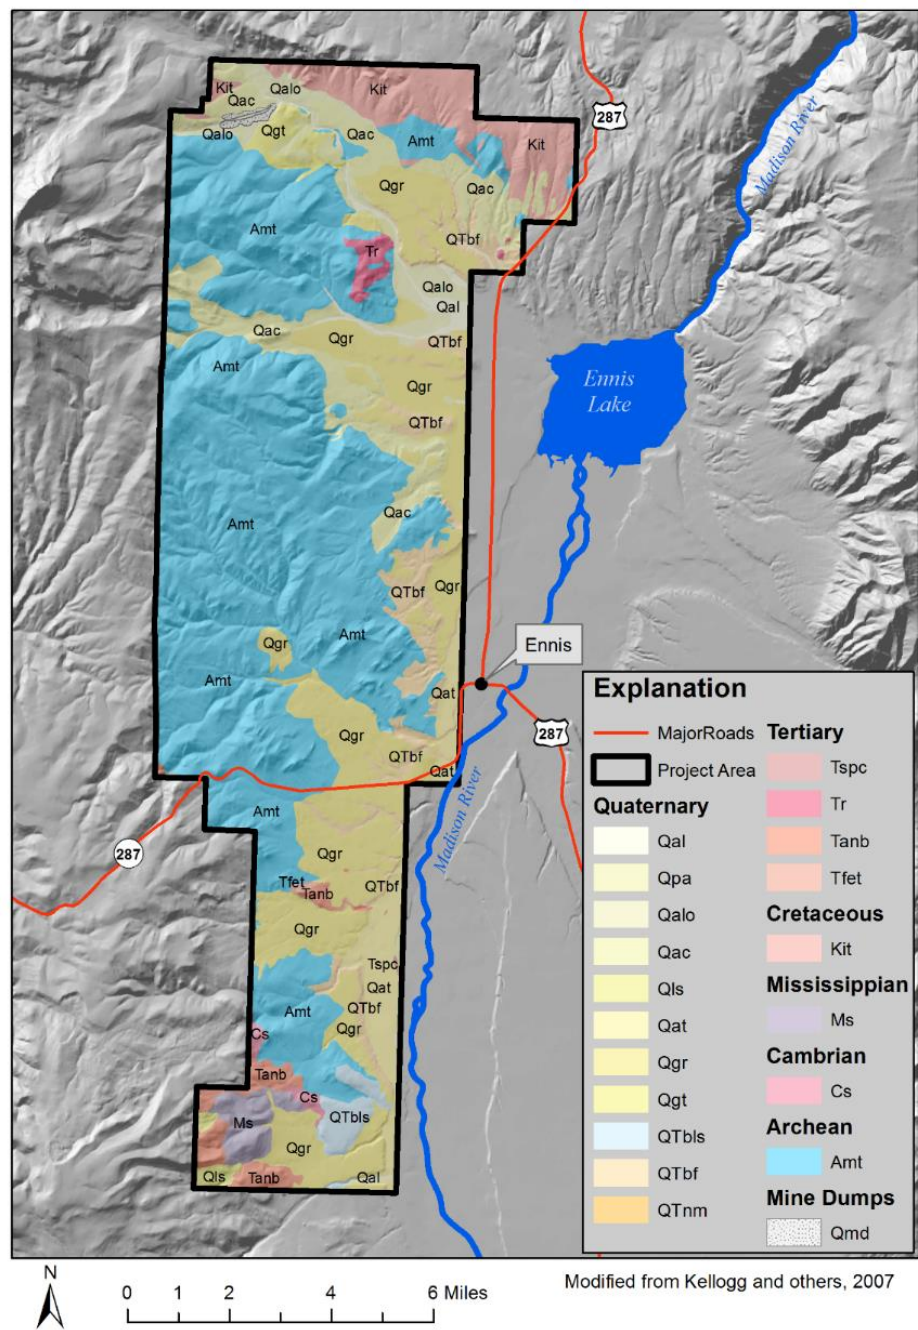 Kit
Qalo
Kit
Qac
287
Qalo
Qgt
Qac
Amt
Kit
Madison River
Qgr
Qac
Amt
QTbf
Tr
Qalo
Qal
Qac
Qgr
QTbf
Amt
Ennis
Lake
Qgr
QTbf
Qac
Amt
QTbf
Qgr
Qgr
Amt
Ennis
Amt
Qat
Qgr
QTbf
Qat
287
Amt
Madison River
287
Qgr
Tfet
Tanb
QTbf
Qgr
Tspc
Qat
Amt
QTbf
Qgr
Cs
Tanb
Cs
Ms
QTbls
Qgr
Qls
Tanb
Qal
Explanation
MajorRoads
Project Area
Quaternary
Qal
Qpa
Qalo
Qac
Qls
Qat
Qgr
Qgt
QTbls
QTbf
QTnm
Tertiary
Tspc
Tr
Tanb
Tfet
Cretaceous
Kit
Mississippian
Ms
Cambrian
Cs
Archean
Amt
Mine Dumps
Qmd
N
0 1 2 4 6 Miles
Modified from Kellogg and others, 2007